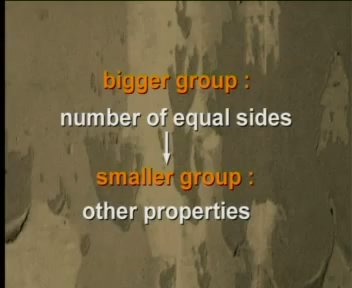 bigger group :
number of equal sides
smaller group :
other properties